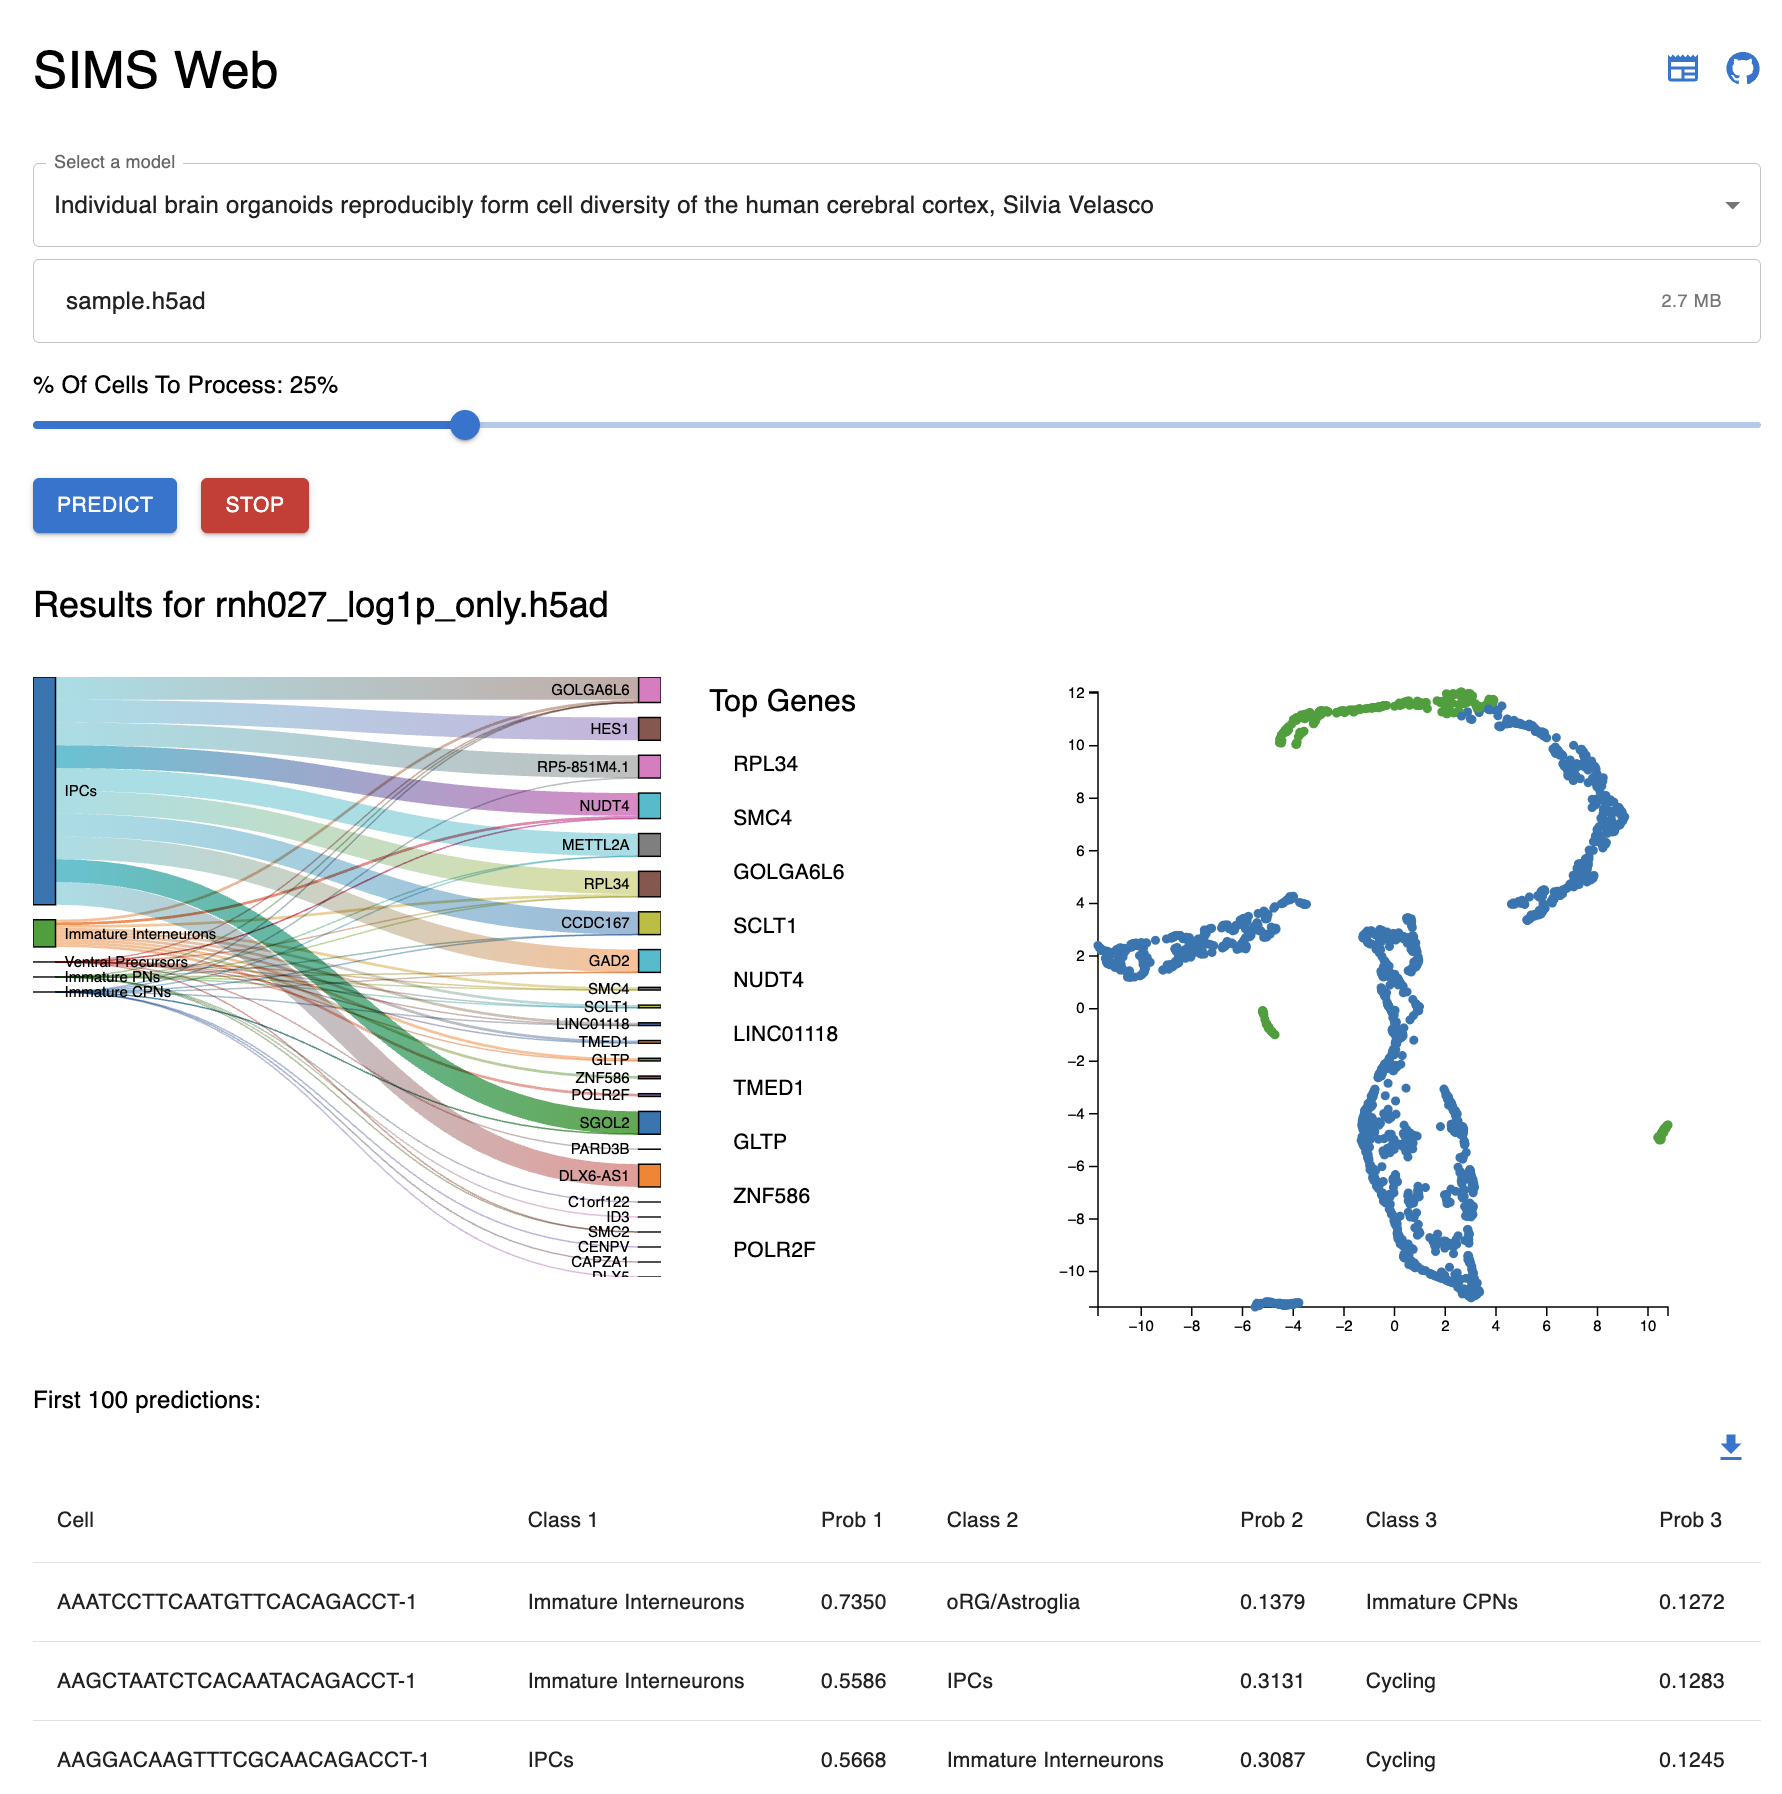 SIMS Web
Select a model
Individual brain organoids reproducibly form cell diversity of the human cerebral cortex, Silvia Velasco
sample.h5ad 2.7 MB
% Of Cells To Process: 25%
PREDICT STOP
Results for rnh027_log1p_only.h5ad
IPCs
Immature Interneurons
Ventral Precursors
Immature PNs
Immature CPNs
GOLGA6L6
HES1
RP5-851M4.1
NUDT4
METTL2A
RPL34
CCDC167
GAD2
SMC4
SCLT1
LINC01118
TMED1
GLTP
ZNF586
POLR2F
SGOL2
PARD3B
DLX6-AS1
C1orf122
ID3
SMC2
CENPV
CAPZA1
DLX5
Top Genes
RPL34
SMC4
GOLGA6L6
SCLT1
NUDT4
LINC01118
TMED1
GLTP
ZNF586
POLR2F
12
10
8
6
4
2
0
−2
−4
−6
−8
−10
−10 −8 −6 −4 −2 0 2 4 6 8 10
First 100 predictions:
Cell Class 1 Prob 1 Class 2 Prob 2 Class 3 Prob 3
AAATCCTTCAATGTTCACAGACCT-1 Immature Interneurons 0.7350 oRG/Astroglia 0.1379 Immature CPNs 0.1272
AAGCTAATCTCACAATACAGACCT-1 Immature Interneurons 0.5586 IPCs 0.3131 Cycling 0.1283
AAGGACAAGTTTCGCAACAGACCT-1 IPCs 0.5668 Immature Interneurons 0.3087 Cycling 0.1245